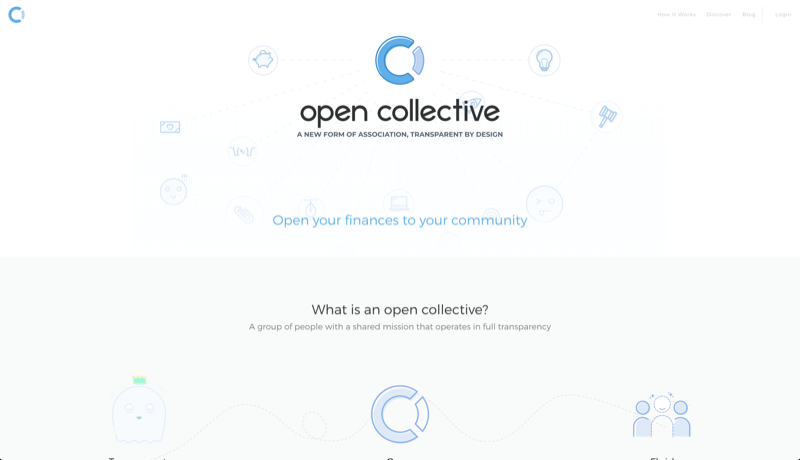 How It Works Discover Blog Login
open collective
A NEW FORM OF ASSOCIATION, TRANSPARENT BY DESIGN
Open your finances to your community
What is an open collective?
A group of people with a shared mission that operates in full transparency